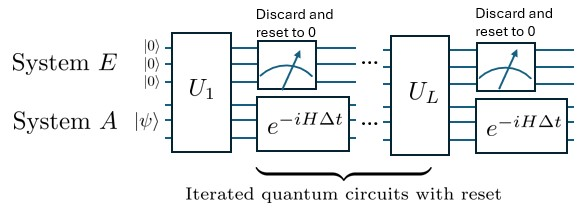 Discard and
reset to 0
Discard and
reset to 0
System E
|0⟩
|0⟩
|0⟩
...
U₁
U_L
System A
|ψ⟩
e^{-iHΔt}
...
e^{-iHΔt}
Iterated quantum circuits with reset